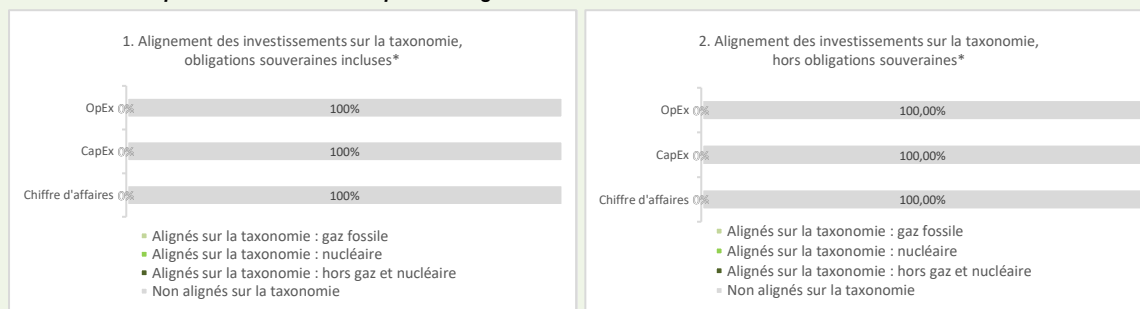 1. Alignement des investissements sur la taxonomie,
obligations souveraines incluses*
OpEx 0% 100%
CapEx 0% 100%
Chiffre d'affaires 0% 100%
Alignés sur la taxonomie : gaz fossile
Alignés sur la taxonomie : nucléaire
Alignés sur la taxonomie : hors gaz et nucléaire
Non alignés sur la taxonomie
2. Alignement des investissements sur la taxonomie,
hors obligations souveraines*
OpEx 0% 100,00%
CapEx 0% 100,00%
Chiffre d'affaires 0% 100,00%
Alignés sur la taxonomie : gaz fossile
Alignés sur la taxonomie : nucléaire
Alignés sur la taxonomie : hors gaz et nucléaire
Non alignés sur la taxonomie